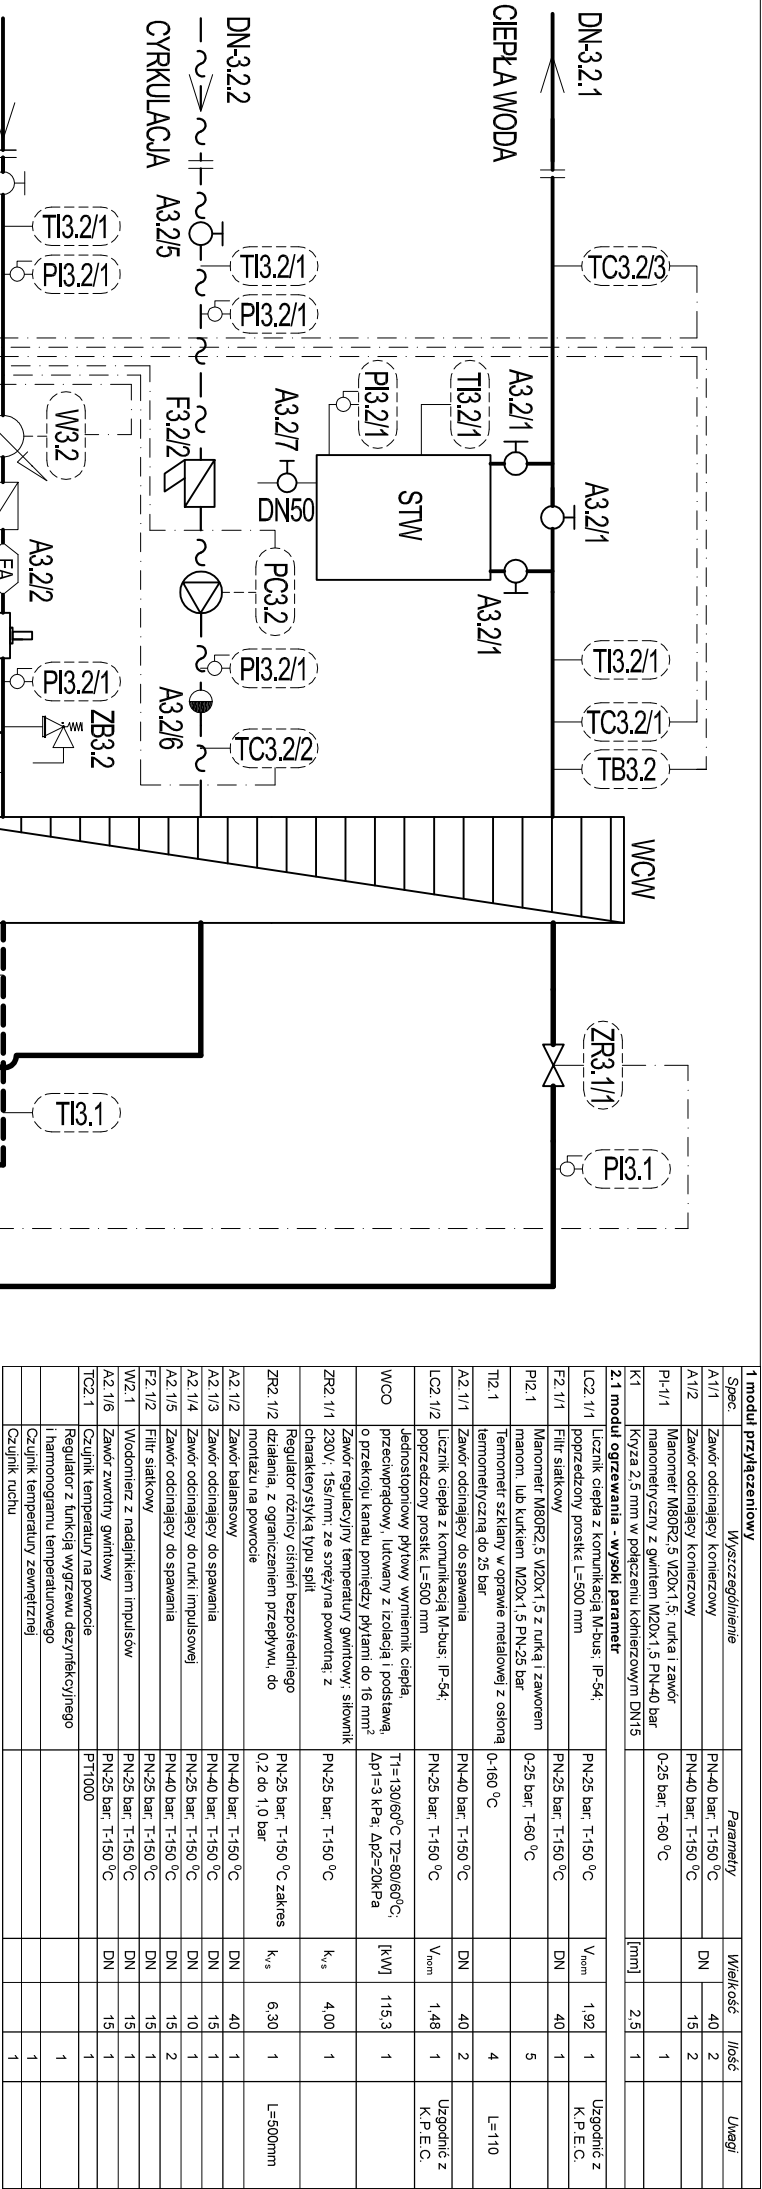 DN-3.2.1
CIEPŁA WODA
TC3.2/3
A3.2/1
A3.2/1
A3.2/1
TI3.2/1
PI3.2/1
STW
A3.2/7
DN50
TI3.2/1
TC3.2/1
TB3.2
WCW
ZR3.1/1
PI3.1
DN-3.2.2
CYRKULACJA
A3.2/5
TI3.2/1
PI3.2/1
F3.2/2
PC3.2
PI3.2/1
A3.2/6
TC3.2/2
TI3.2/1
PI3.2/1
W3.2
A3.2/2
EA
PI3.2/1
ZB3.2
TI3.1
1 moduł przyłączeniowy
Spec. Wyszczególnienie Parametry Wielkość Ilość Uwagi
A1/1 Zawór odcinający kołnierzowy PN-40 bar, T-150 °C DN 40 2
A1/2 Zawór odcinający kołnierzowy PN-40 bar, T-150 °C 15 2
PI-1/1 Manometr M80R2,5 M20x1,5; rurka i zawór
manometryczny z gwintem M20x1,5 PN-40 bar 0-25 bar, T-60 °C 1
K1 Kryza 2,5 mm w połączeniu kołnierzowym DN15 [mm] 2,5 1
2.1 moduł ogrzewania - wysoki parametr
LC2.1/1 Licznik ciepła z komunikacją M-bus; IP-54;
poprzedzony prostką L=500 mm PN-25 bar, T-150 °C Vnom 1,92 1 Uzgodnić z
K.P.E.C.
F2.1/1 Filtr siatkowy PN-25 bar, T-150 °C DN 40 1
PI2.1 Manometr M80R2,5 M20x1,5 z rurką i zaworem
manom. lub kurkiem M20x1,5 PN-25 bar 0-25 bar, T-60 °C 5
TI2.1 Termometr szklany w oprawie metalowej z osłoną
termometryczną do 25 bar 0-160 °C 4 L=110
A2.1/1 Zawór odcinający do spawania PN-40 bar, T-150 °C DN 40 2
LC2.1/2 Licznik ciepła z komunikacją M-bus; IP-54;
poprzedzony prostką L=500 mm PN-25 bar, T-150 °C Vnom 1,48 1 Uzgodnić z
K.P.E.C.
WCO Jednostopniowy płytowy wymiennik ciepła,
przeciwprądowy, lutowany z izolacją i podstawą,
o przekroju kanału pomiędzy płytami do 16 mm² T1=130/60°C T2=80/60°C;
Δp1=3 kPa; Δp2=20kPa [kW] 115,3 1
ZR2.1/1 Zawór regulacyjny temperatury gwintowy; siłownik
230V; 15s/mm; ze sprężyną powrotną; z
charakterystyką typu split PN-25 bar, T-150 °C kvs 4,00 1
ZR2.1/2 Regulator różnicy ciśnień bezpośredniego
działania, z ograniczeniem przepływu, do
montażu na powrocie PN-25 bar, T-150 °C zakres
0,2 do 1,0 bar kvs 6,30 1 L=500mm
A2.1/2 Zawór balansowy PN-40 bar, T-150 °C DN 40 1
A2.1/3 Zawór odcinający do spawania PN-40 bar, T-150 °C DN 15 1
A2.1/4 Zawór odcinający do rurki impulsowej PN-25 bar, T-150 °C DN 10 1
A2.1/5 Zawór odcinający do spawania PN-40 bar, T-150 °C DN 15 2
F2.1/2 Filtr siatkowy PN-25 bar, T-150 °C DN 15 1
W2.1 Wodomierz z nadajnikiem impulsów PN-25 bar, T-150 °C DN 15 1
A2.1/6 Zawór zwrotny gwintowy PN-25 bar, T-150 °C DN 15 1
TC2.1 Czujnik temperatury na powrocie PT1000 1
Regulator z funkcją wygrzewu dezynfekcyjnego
i harmonogramu temperaturowego 1
Czujnik temperatury zewnętrznej 1
Czujnik ruchu 1